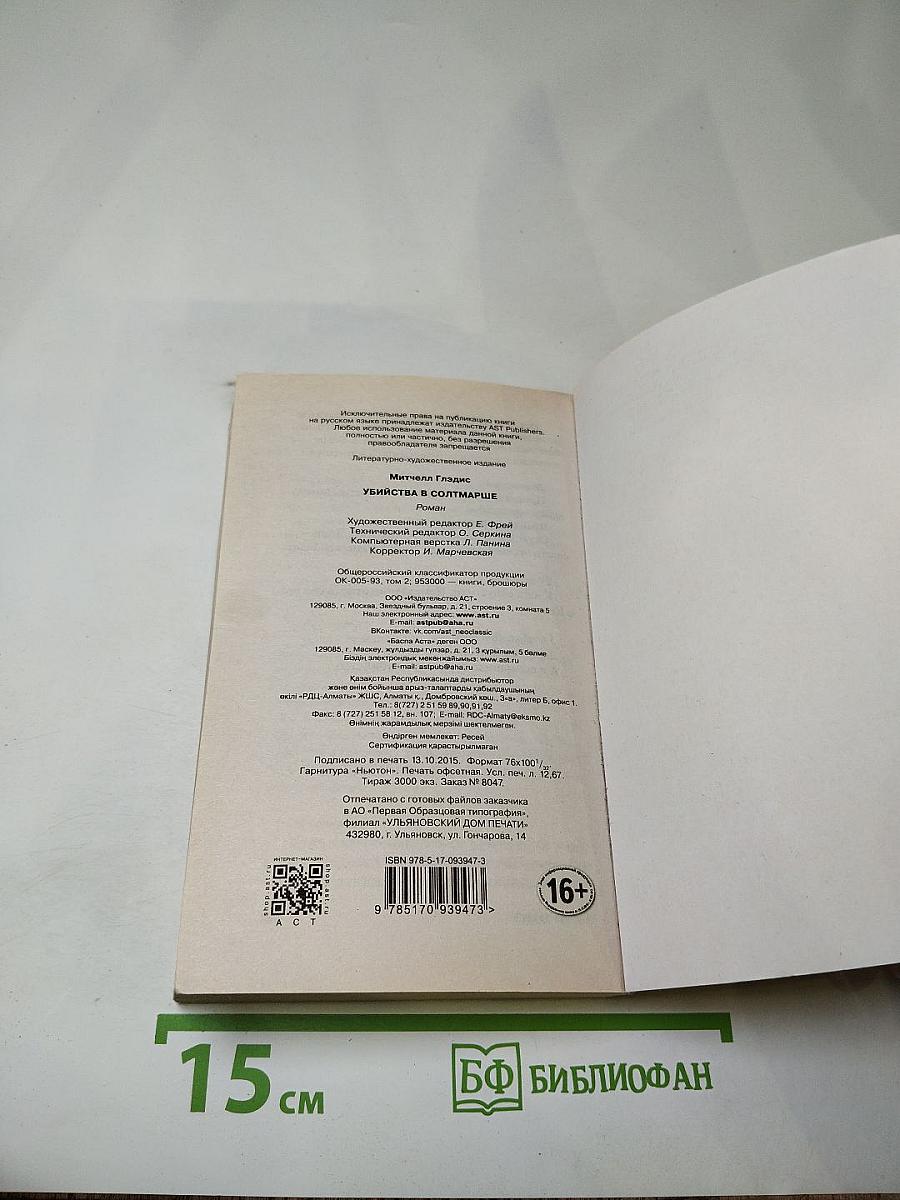 Исключительные права на публикацию книги
на русском языке принадлежат издательству AST Publishers.
Любое использование материала данной книги,
полностью или частично, без разрешения
правообладателя запрещается
Литературно-художественное издание
Митчелл Глэдис
УБИЙСТВА В СОЛТМАРШЕ
Роман
Художественный редактор Е. Фрей
Технический редактор О. Серкина
Компьютерная верстка Л. Панина
Корректор И. Марчевская
Общероссийский классификатор продукции
ОК-005-93, том 2; 953000 — книги, брошюры
ООО «Издательство АСТ»
129085, г. Москва, Звездный бульвар, д. 21, строение 3, комната 5
Наш электронный адрес: www.ast.ru
E-mail: astpub@aha.ru
ВКонтакте: vk.com/ast_neoclassic
«Баспа Аста» деген ООО
129085, г. Мәскеу, жұлдызды гүлзар, д. 21, 3 құрылым, 5 бөлме
Біздің электрондық мекенжайымыз: www.ast.ru
E-mail: astpub@aha.ru
Қазақстан Республикасында дистрибьютор
және өнім бойынша арыз-талаптарды қабылдаушының
өкілі «РДЦ-Алматы» ЖШС, Алматы қ., Домбровский көш., 3«а», литер Б, офис 1.
Тел.: 8(727) 2 51 59 89,90,91,92
Факс: 8 (727) 251 58 12, вн. 107; E-mail: RDC-Almaty@eksmo.kz
Өнімнің жарамдылық мерзімі шектелмеген.
Өндірген мемлекет: Ресей
Сертификация қарастырылмаған
Подписано в печать 13.10.2015. Формат 76x100 1/32.
Гарнитура «Ньютон». Печать офсетная. Усл. печ. л. 12,67.
Тираж 3000 экз. Заказ № 8047.
Отпечатано с готовых файлов заказчика
в АО «Первая Образцовая типография»,
филиал «УЛЬЯНОВСКИЙ ДОМ ПЕЧАТИ»
432980, г. Ульяновск, ул. Гончарова, 14
ИНТЕРНЕТ-МАГАЗИН
shop.ast.ru
shop.ast.ru
АСТ
ISBN 978-5-17-093947-3
9 785170 939473 >
16+
15 см
БФ БИБЛИОФАН